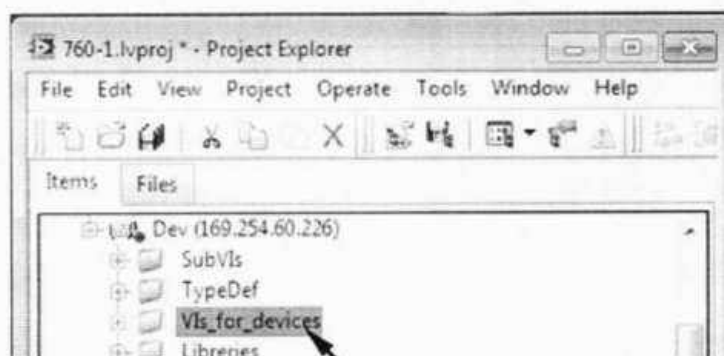 760-1.lvproj * - Project Explorer
File Edit View Project Operate Tools Window Help
Items Files
Dev (169.254.60.226)
SubVIs
TypeDef
VIs_for_devices
Libreries